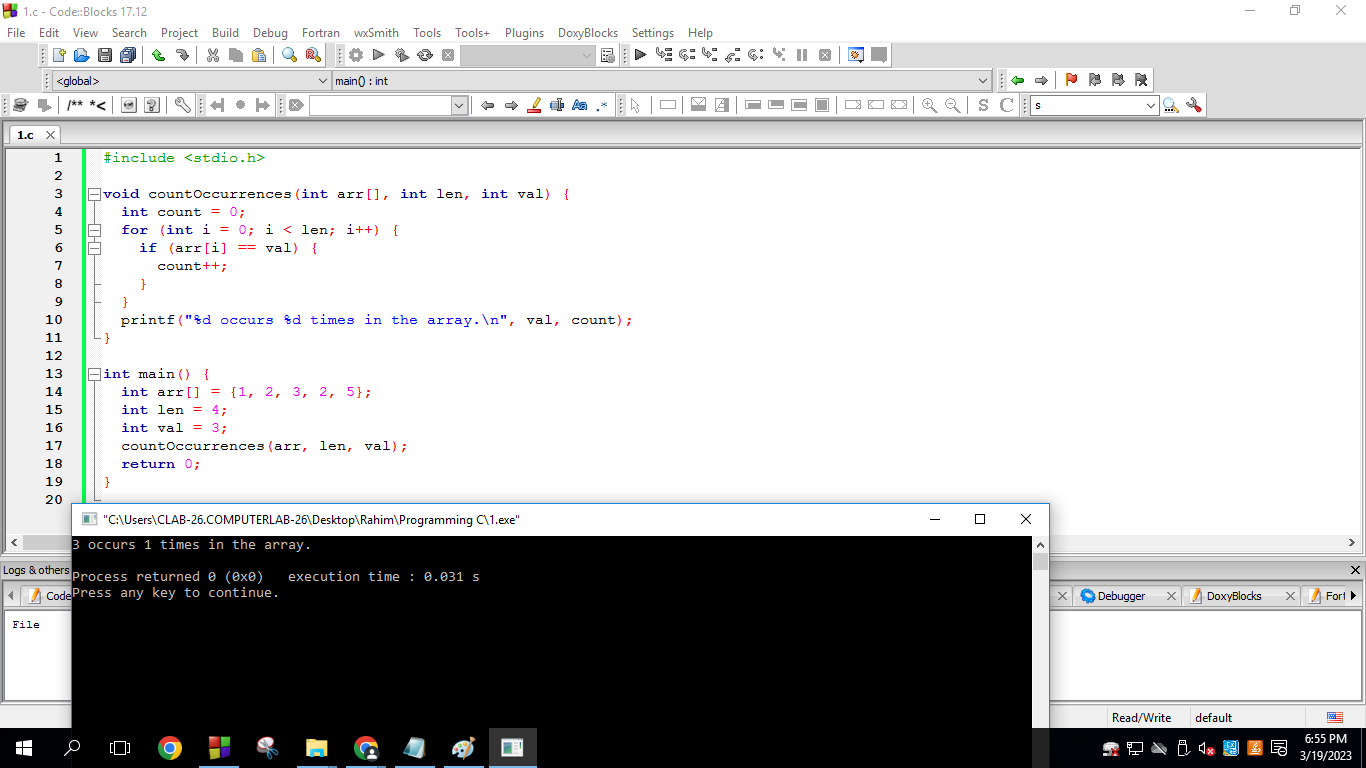 1.c - Code::Blocks 17.12
File Edit View Search Project Build Debug Fortran wxSmith Tools Tools+ Plugins DoxyBlocks Settings Help
<global> main() : int
/** *< Aa .* S C s
1.c
1 #include <stdio.h>
2
3 void countOccurrences(int arr[], int len, int val) {
4 int count = 0;
5 for (int i = 0; i < len; i++) {
6 if (arr[i] == val) {
7 count++;
8 }
9 }
10 printf("%d occurs %d times in the array.\n", val, count);
11 }
12
13 int main() {
14 int arr[] = {1, 2, 3, 2, 5};
15 int len = 4;
16 int val = 3;
17 countOccurrences(arr, len, val);
18 return 0;
19 }
20
"C:\Users\CLAB-26.COMPUTERLAB-26\Desktop\Rahim\Programming C\1.exe"
3 occurs 1 times in the array.
Process returned 0 (0x0) execution time : 0.031 s
Press any key to continue.
Logs & others
Code Debugger DoxyBlocks Fort
File
Read/Write default
6:55 PM
3/19/2023